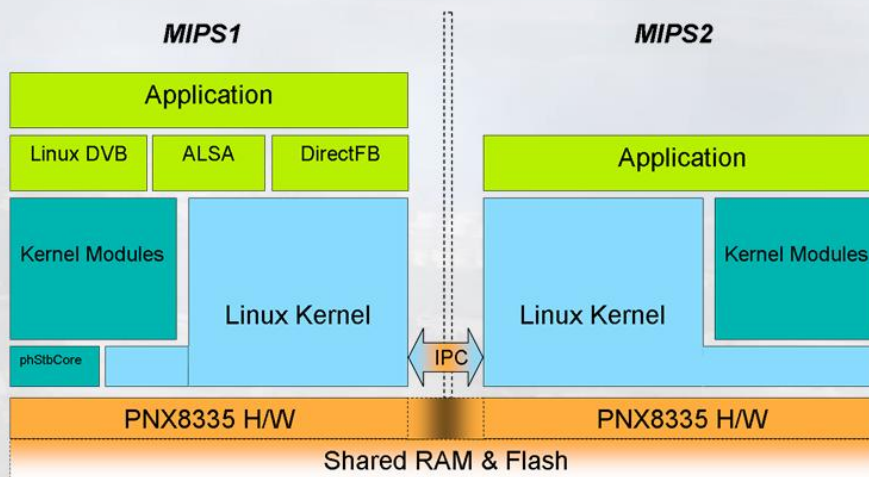 MIPS1
MIPS2
Application
Linux DVB
ALSA
DirectFB
Application
Kernel Modules
Linux Kernel
Linux Kernel
Kernel Modules
phStbCore
IPC
PNX8335 H/W
PNX8335 H/W
Shared RAM & Flash